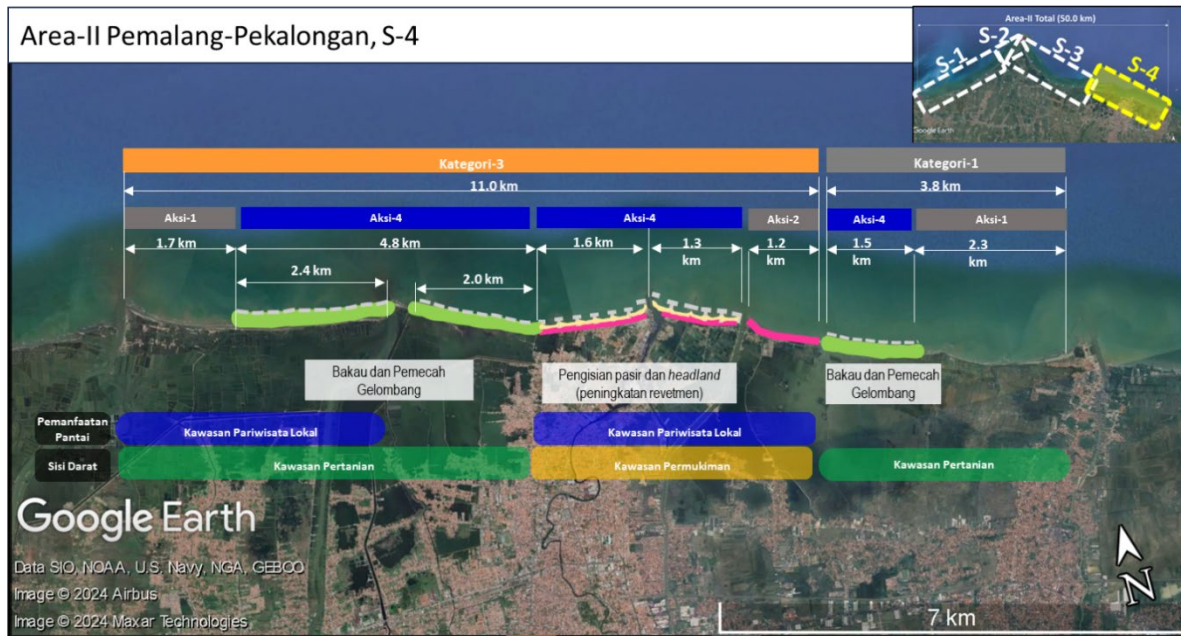 Area-II Pemalang-Pekalongan, S-4
Area-II Total (50.0 km)
S-1
S-2
S-3
S-4
Google Earth
Kategori-3
Kategori-1
11.0 km
3.8 km
Aksi-1
Aksi-4
Aksi-4
Aksi-2
Aksi-4
Aksi-1
1.7 km
4.8 km
1.6 km
1.3
km
1.2
km
1.5
km
2.3
km
2.4 km
2.0 km
Bakau dan Pemecah
Gelombang
Pengisian pasir dan headland
(peningkatan revetmen)
Bakau dan Pemecah
Gelombang
Pemanfaatan
Pantai
Kawasan Pariwisata Lokal
Kawasan Pariwisata Lokal
Sisi Darat
Kawasan Pertanian
Kawasan Permukiman
Kawasan Pertanian
Google Earth
Data SIO, NOAA, U.S. Navy, NGA, GEBCO
Image © 2024 Airbus
Image © 2024 Maxar Technologies
7 km
N